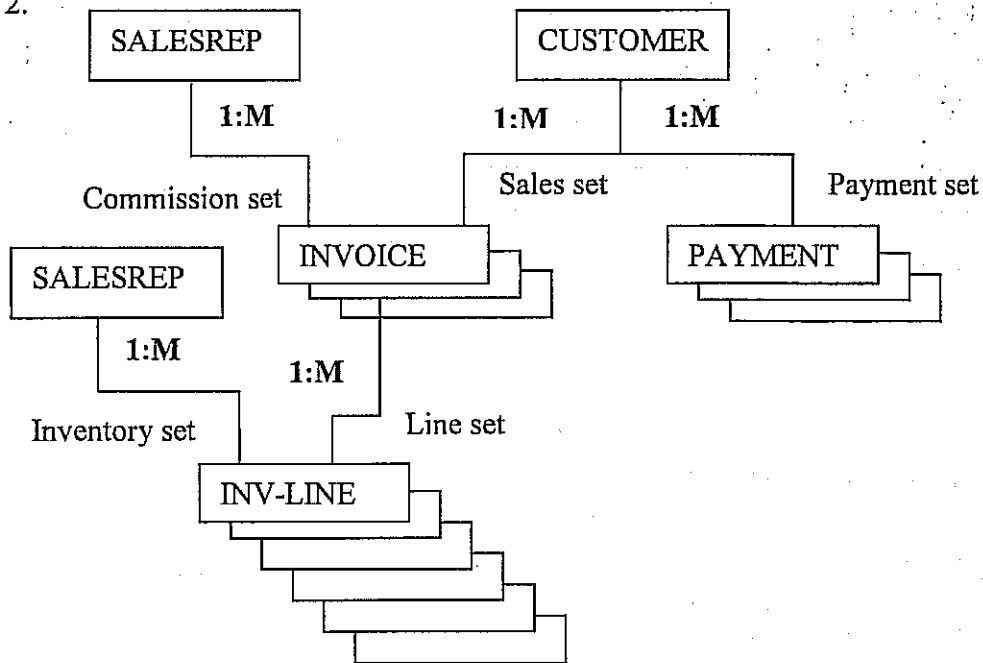 2.
SALESREP CUSTOMER
1:M 1:M 1:M
Commission set Sales set Payment set
INVOICE PAYMENT
SALESREP
1:M 1:M
Inventory set Line set
INV-LINE